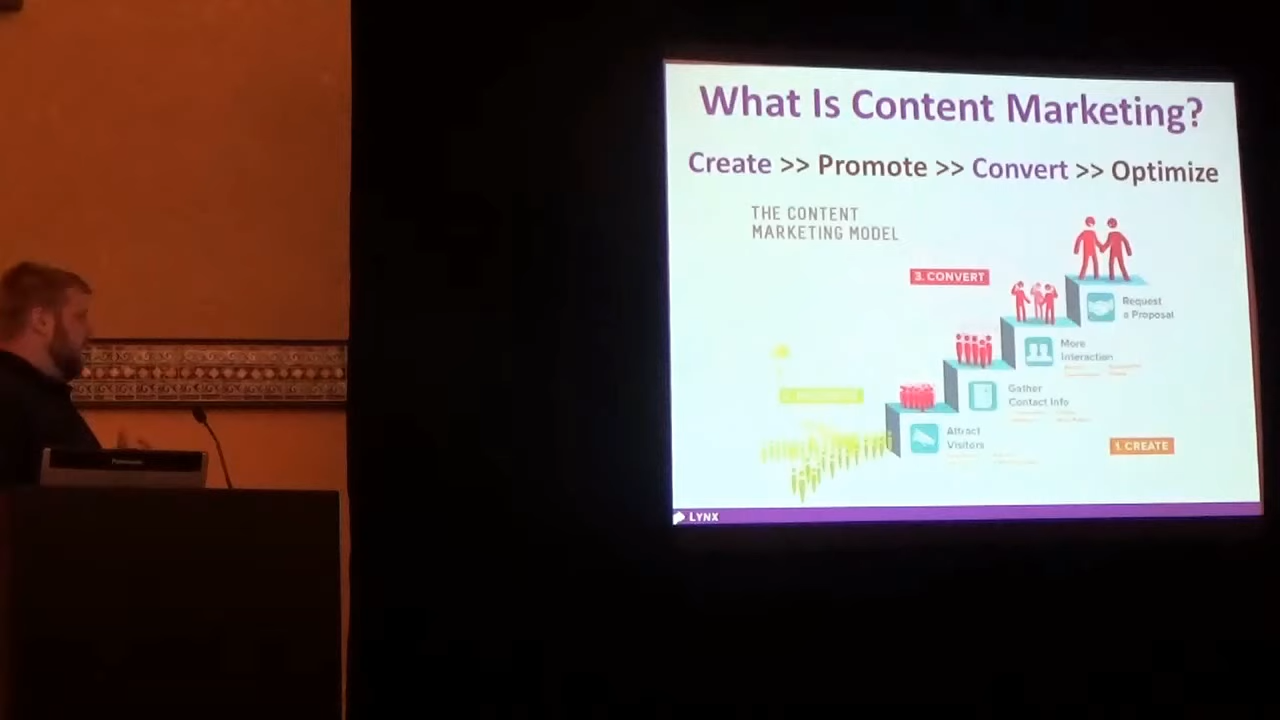 What Is Content Marketing?
Create >> Promote >> Convert >> Optimize
THE CONTENT
MARKETING MODEL
3. CONVERT
Request
a Proposal
More
Interaction
Gather
Contact Info
Attract
Visitors
1. CREATE
LYNX
Panasonic